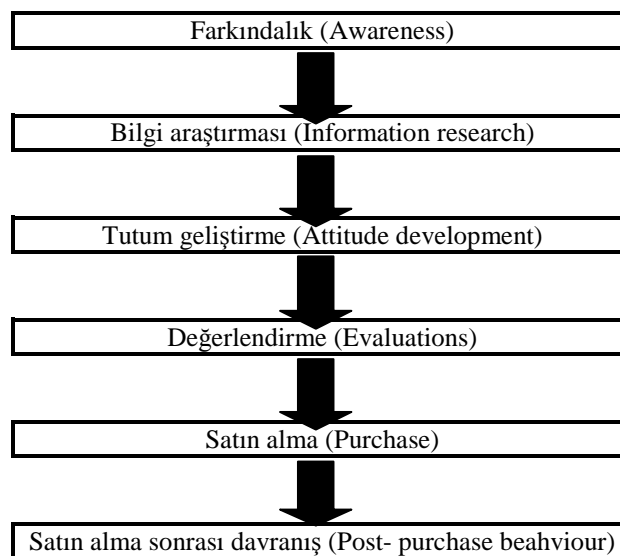 Farkındalık (Awareness)
Bilgi araştırması (Information research)
Tutum geliştirme (Attitude development)
Değerlendirme (Evaluations)
Satın alma (Purchase)
Satın alma sonrası davranış (Post- purchase beahviour)